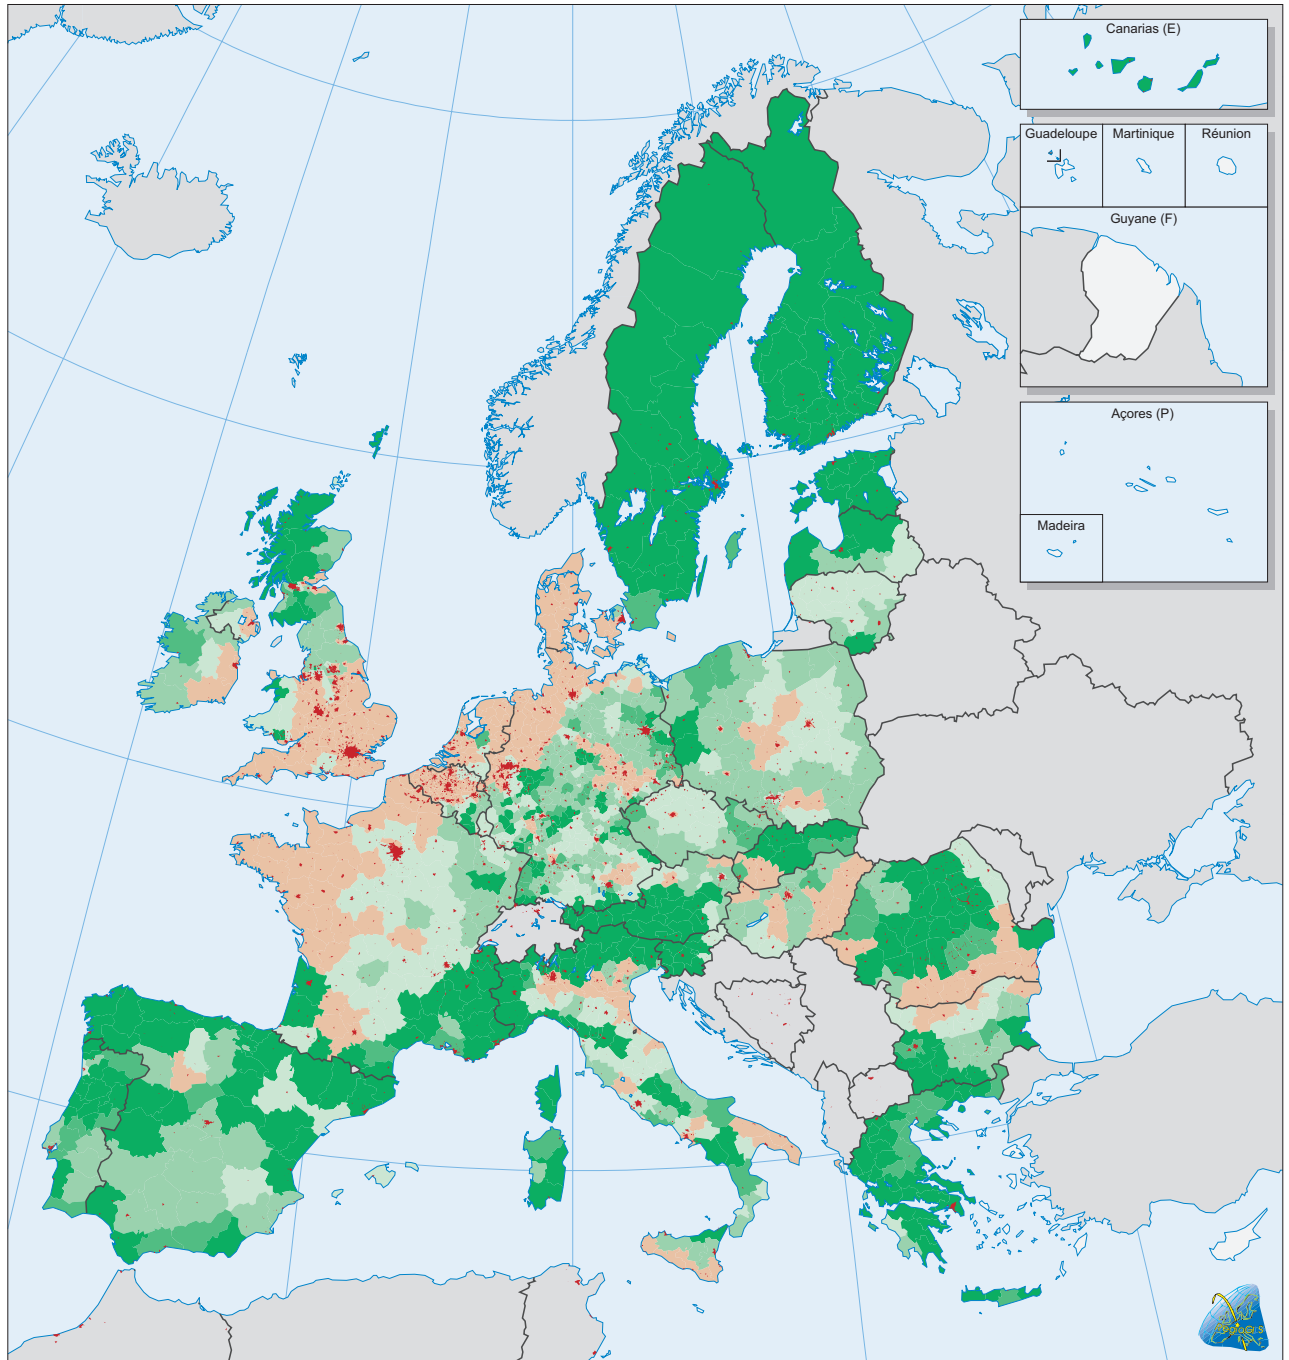 Canarias (E)
Guadeloupe
Martinique
Réunion
Guyane (F)
Açores (P)
Madeira